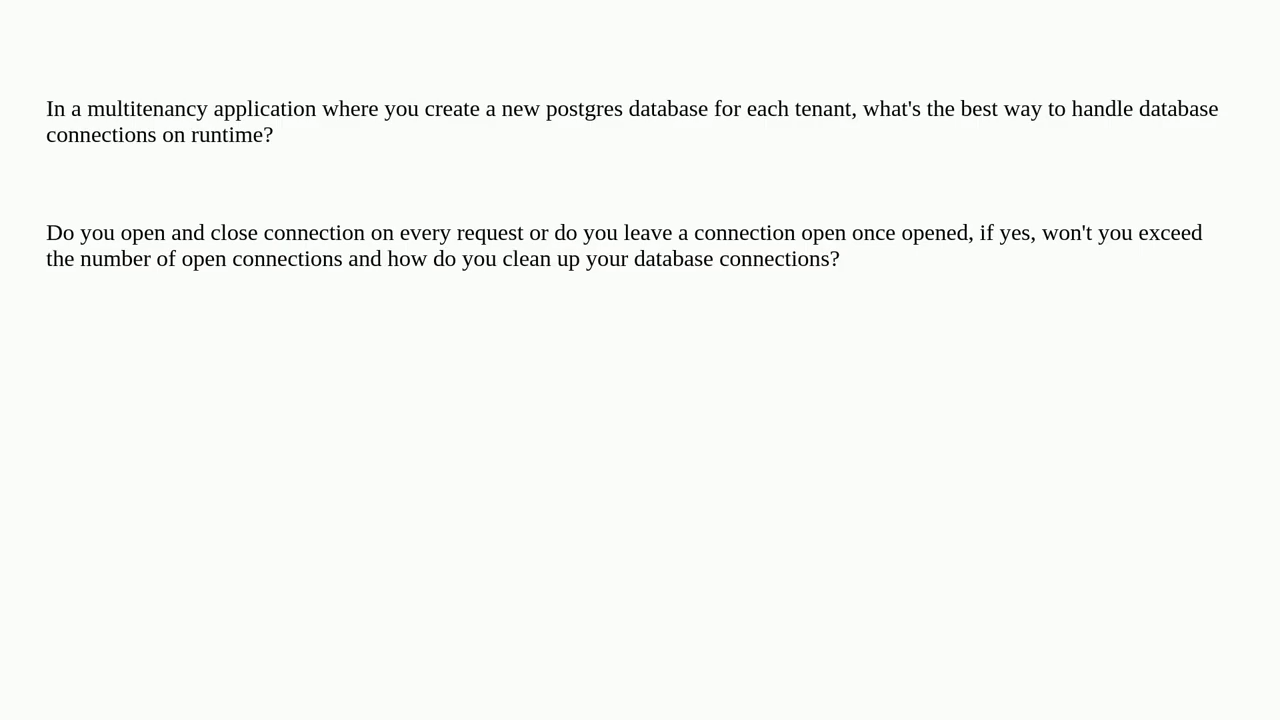 In a multitenancy application where you create a new postgres database for each tenant, what's the best way to handle database
connections on runtime?
Do you open and close connection on every request or do you leave a connection open once opened, if yes, won't you exceed
the number of open connections and how do you clean up your database connections?